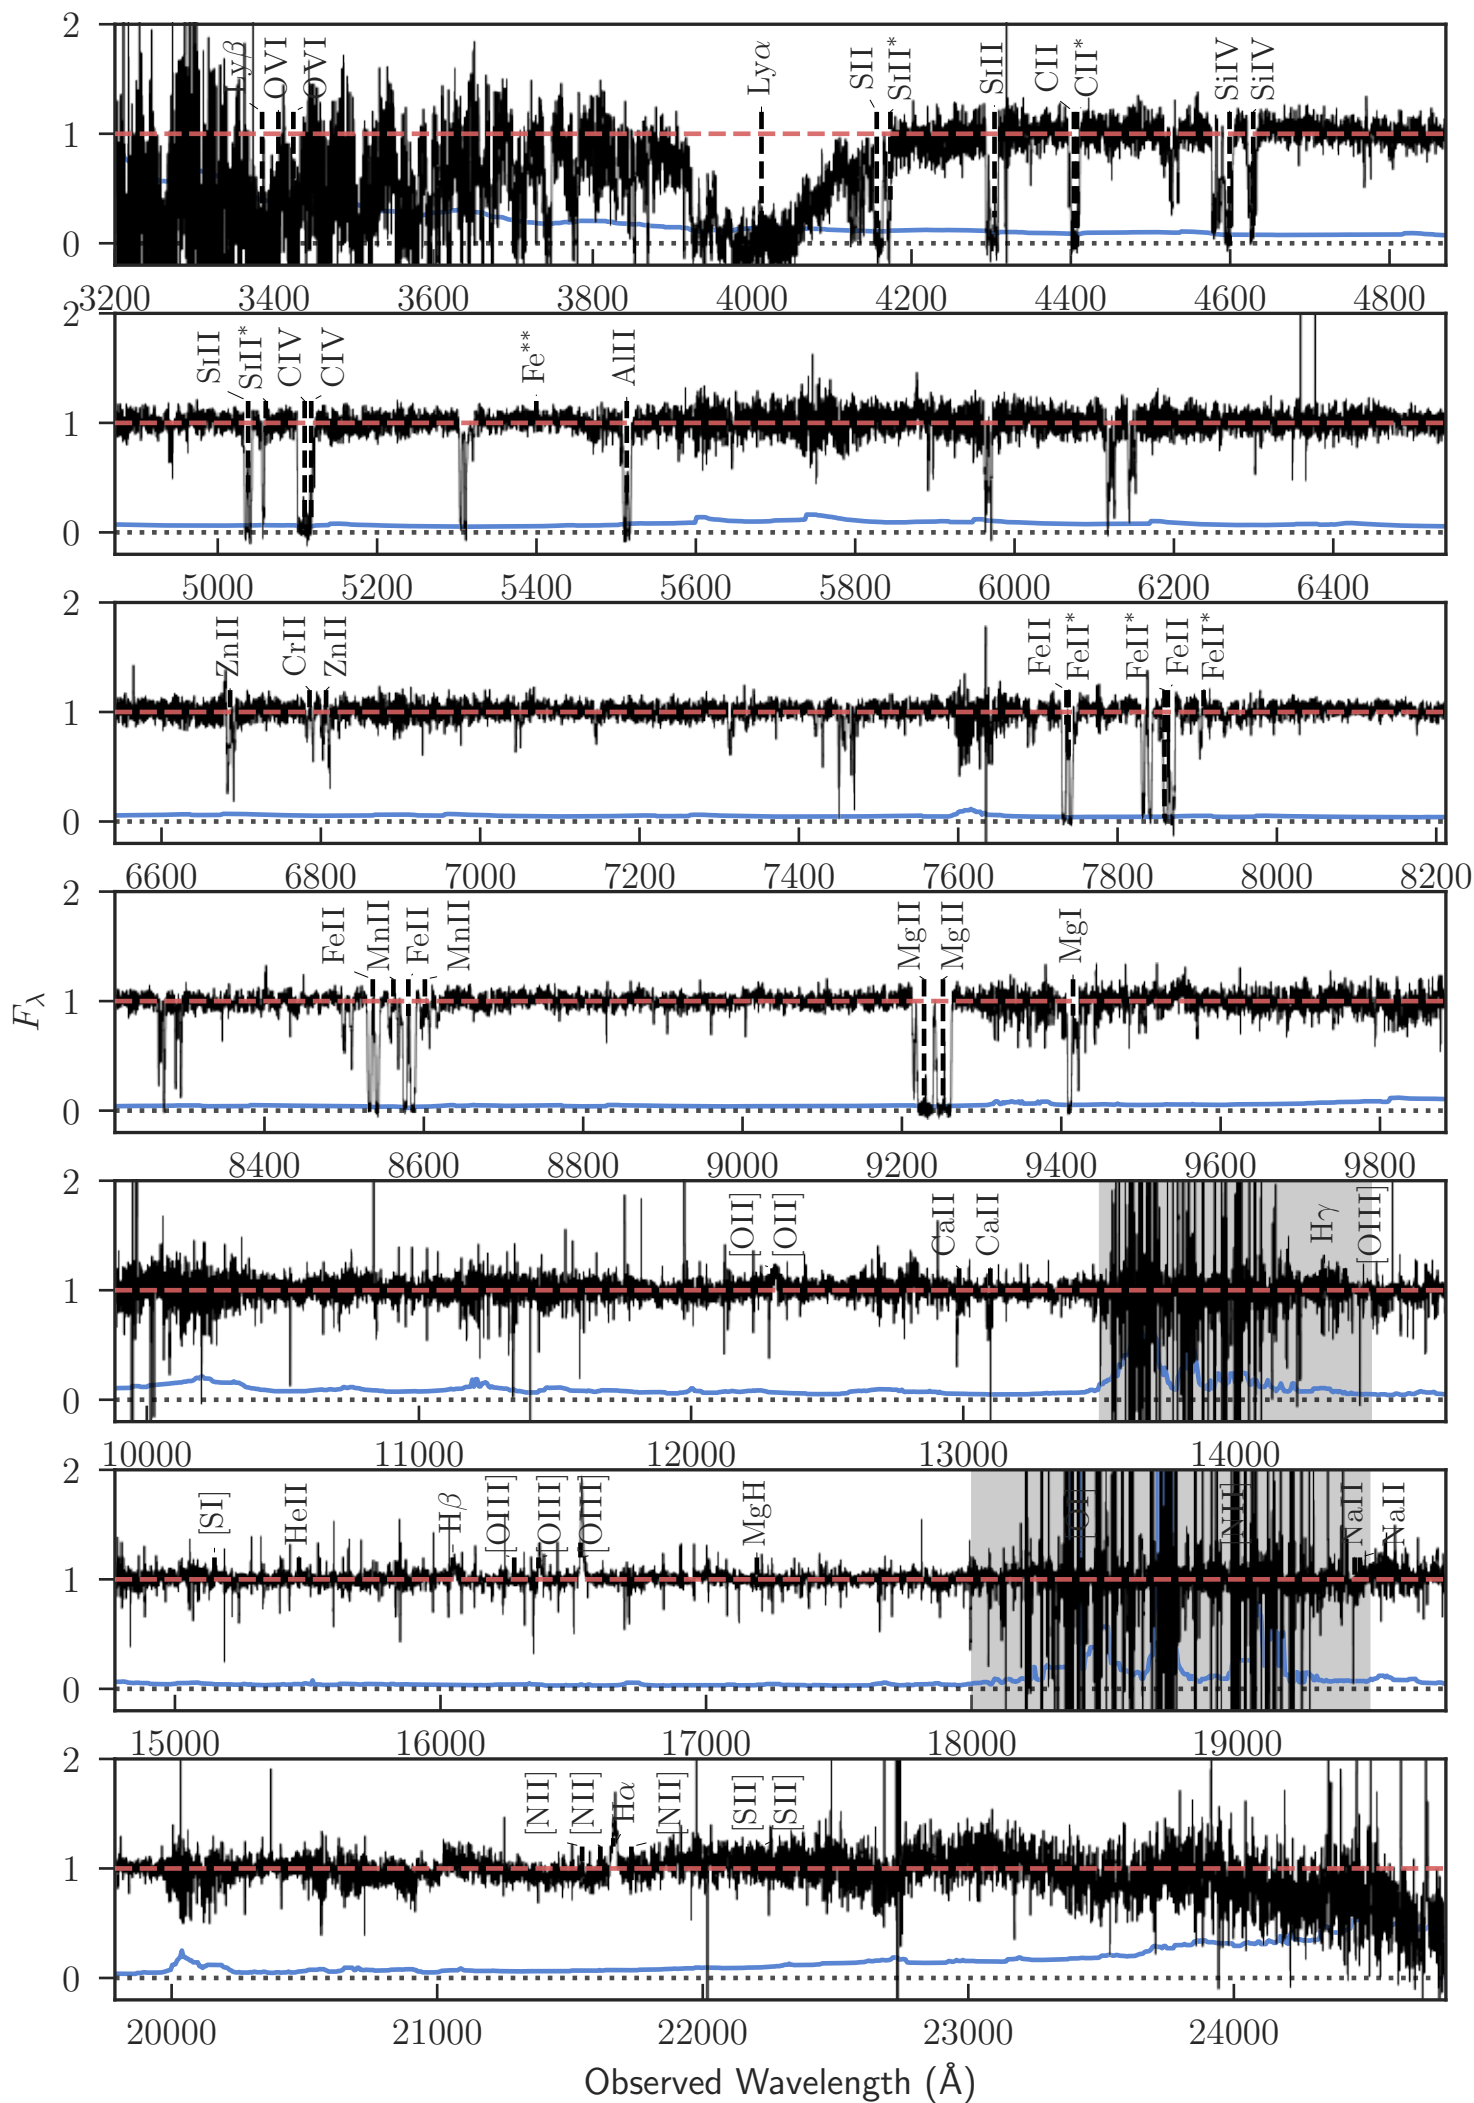 2
1
0
Lyβ OVI OVI Lyα SII SiII* SiII CII CII* SiIV SiIV
3200 3400 3600 3800 4000 4200 4400 4600 4800
2
1
0
SiII SiII* CIV CIV Fe** AlII
5000 5200 5400 5600 5800 6000 6200 6400
2
1
0
ZnII CrII ZnII FeII FeII* FeII* FeII FeII*
6600 6800 7000 7200 7400 7600 7800 8000 8200
2
1
0
FeII MnII FeII MnII MgII MgII MgI
8400 8600 8800 9000 9200 9400 9600 9800
F_λ
2
1
0
[OII] [OII] CaII CaII Hγ [OIII]
10000 11000 12000 13000 14000
2
1
0
[SI] HeII Hβ [OIII] [OIII] [OIII] MgH [NII] NaII NaII
15000 16000 17000 18000 19000
2
1
0
[NII] [NII] Hα [NII] [SII] [SII]
20000 21000 22000 23000 24000
Observed Wavelength (Å)